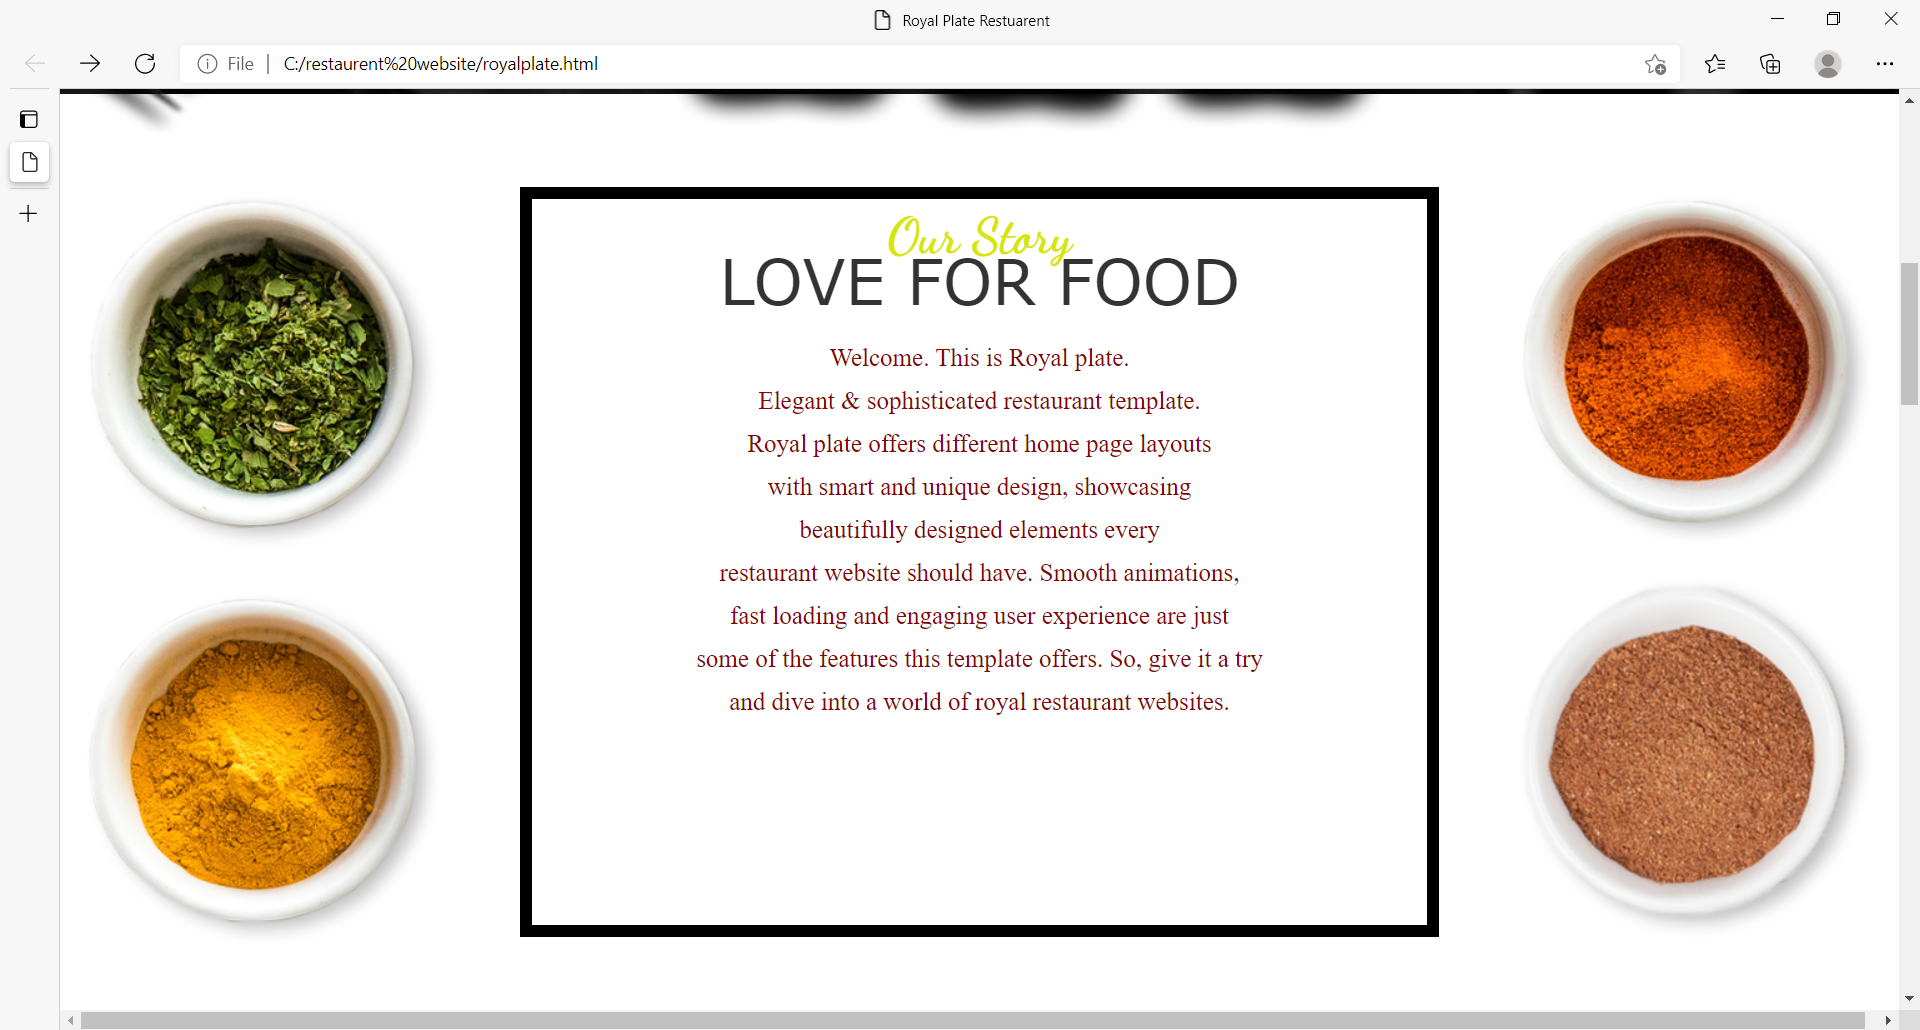 Royal Plate Restuarent
File
C:/restaurent%20website/royalplate.html
Our Story
LOVE FOR FOOD
Welcome. This is Royal plate.
Elegant & sophisticated restaurant template.
Royal plate offers different home page layouts
with smart and unique design, showcasing
beautifully designed elements every
restaurant website should have. Smooth animations,
fast loading and engaging user experience are just
some of the features this template offers. So, give it a try
and dive into a world of royal restaurant websites.